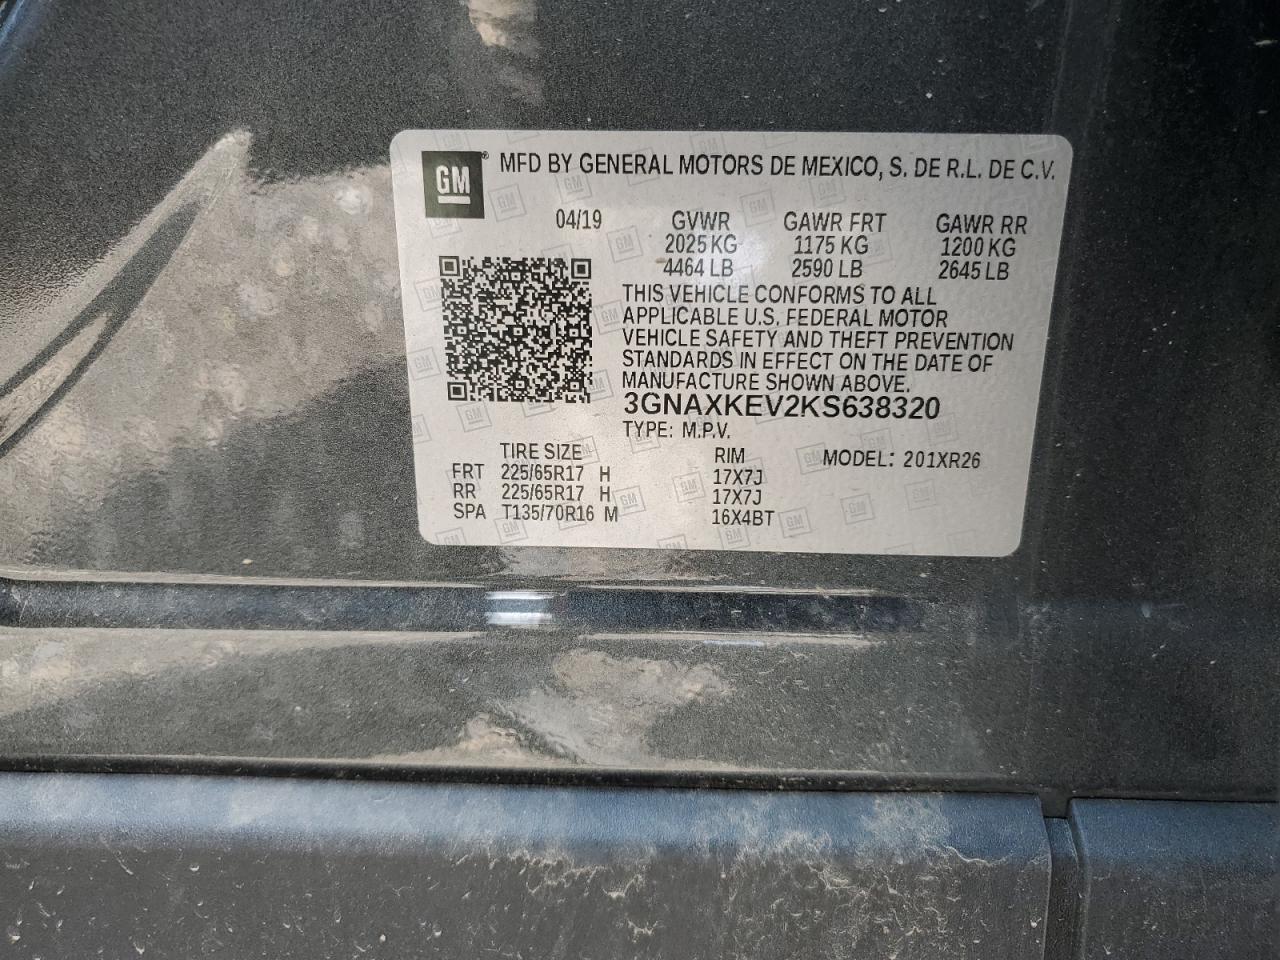 GM® MFD BY GENERAL MOTORS DE MEXICO, S. DE R.L. DE C.V.
04/19 GVWR GAWR FRT GAWR RR
2025 KG 1175 KG 1200 KG
4464 LB 2590 LB 2645 LB
THIS VEHICLE CONFORMS TO ALL
APPLICABLE U.S. FEDERAL MOTOR
VEHICLE SAFETY AND THEFT PREVENTION
STANDARDS IN EFFECT ON THE DATE OF
MANUFACTURE SHOWN ABOVE.
3GNAXKEV2KS638320
TYPE: M.P.V.
TIRE SIZE RIM MODEL: 201XR26
FRT 225/65R17 H 17X7J
RR 225/65R17 H 17X7J
SPA T135/70R16 M 16X4BT